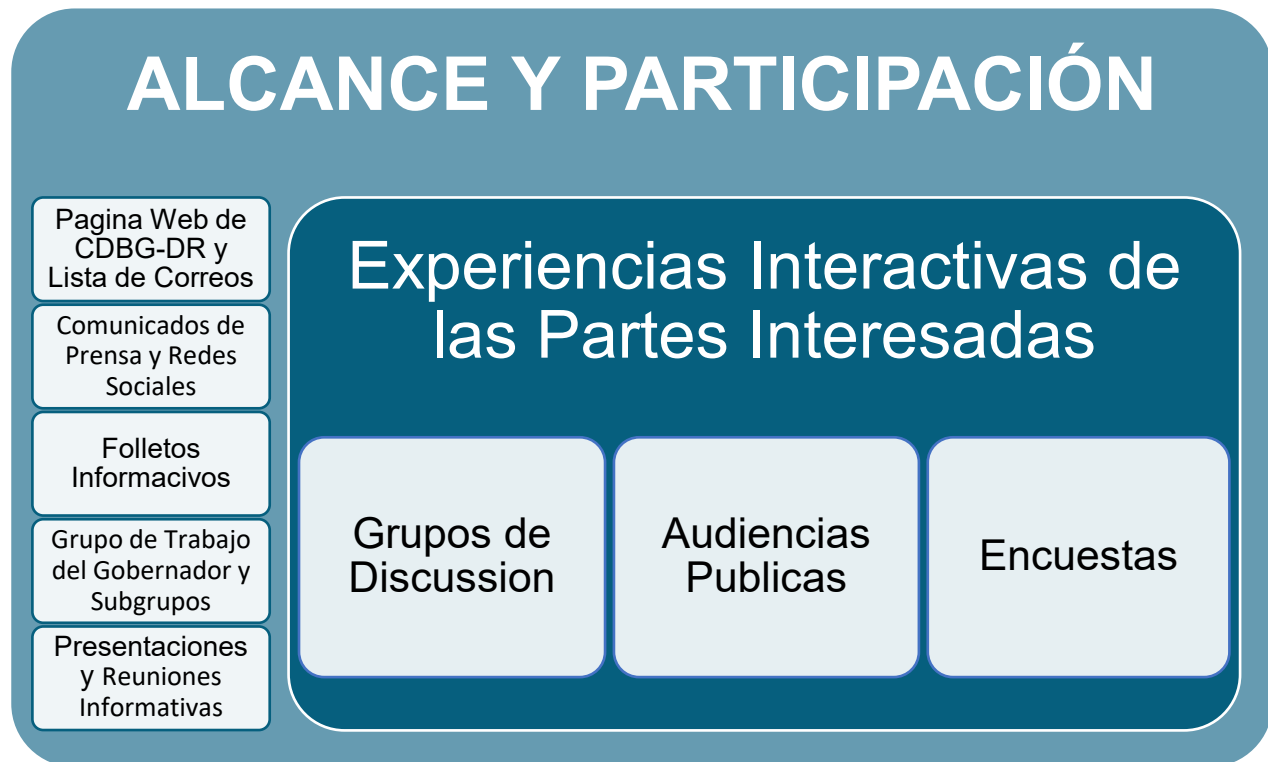 ALCANCE Y PARTICIPACIÓN
Pagina Web de
CDBG-DR y
Lista de Correos
Comunicados de
Prensa y Redes
Sociales
Folletos
Informacivos
Grupo de Trabajo
del Gobernador y
Subgrupos
Presentaciones
y Reuniones
Informativas
Experiencias Interactivas de
las Partes Interesadas
Grupos de
Discussion
Audiencias
Publicas
Encuestas